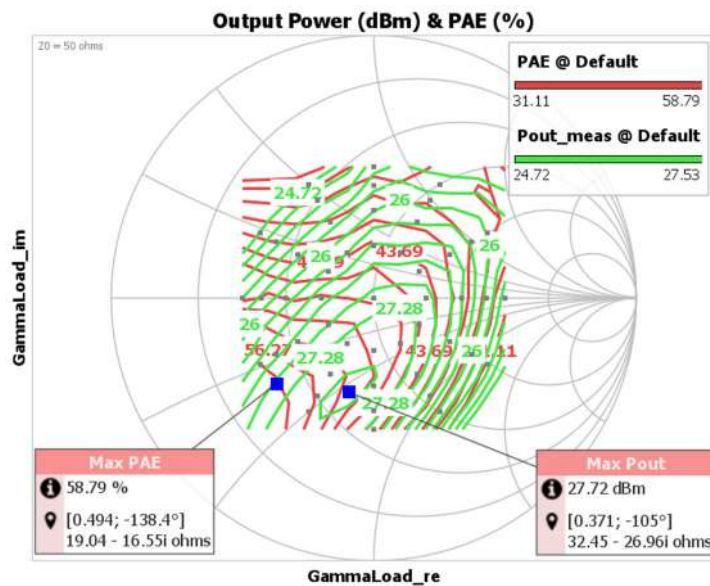 Output Power (dBm) & PAE (%)
20 = 50 ohms
PAE @ Default
31.11 58.79
Pout_meas @ Default
24.72 27.53
24.72
26
26
43.69
26
27.28
26
56.27
27.28
43.69
26
27.28
GammaLoad_im
Max PAE
58.79 %
[0.494; -138.4°]
19.04 - 16.55i ohms
Max Pout
27.72 dBm
[0.371; -105°]
32.45 - 26.96i ohms
GammaLoad_re